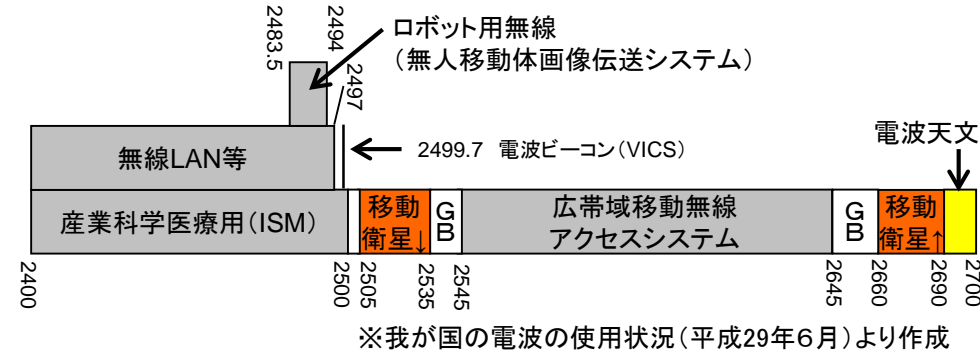 2483.5
2494
2497
ロボット用無線
（無人移動体画像伝送システム）
無線LAN等
2499.7 電波ビーコン（VICS）
電波天文
産業科学医療用（ISM）
移動
衛星↓
GB
広帯域移動無線
アクセスシステム
GB
移動
衛星↑
2400
2500
2505
2535
2545
2645
2660
2690
2700
※我が国の電波の使用状況（平成29年６月）より作成